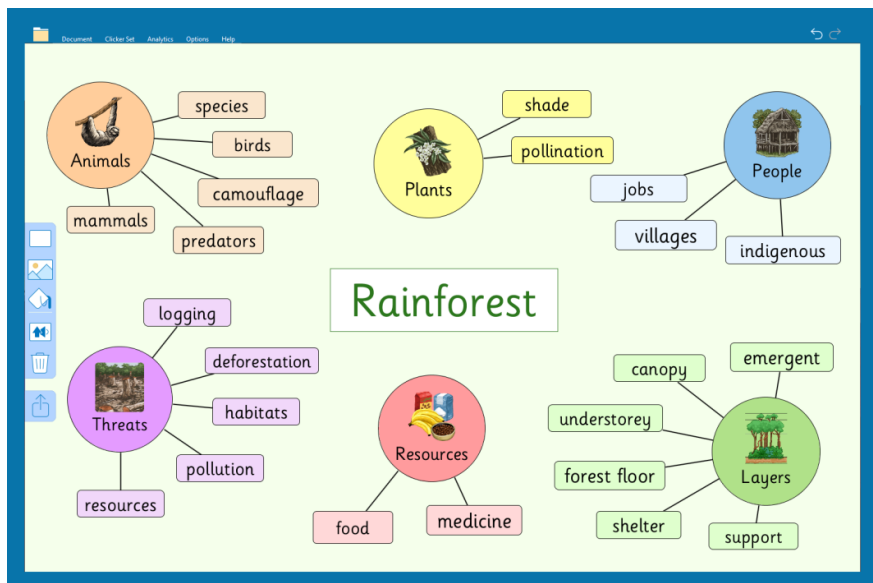 Document Clicker Set Analytics Options Help
Animals
species
birds
camouflage
predators
mammals
Plants
shade
pollination
People
jobs
villages
indigenous
Rainforest
Threats
logging
deforestation
habitats
pollution
resources
Resources
food
medicine
Layers
canopy
emergent
understorey
forest floor
shelter
support